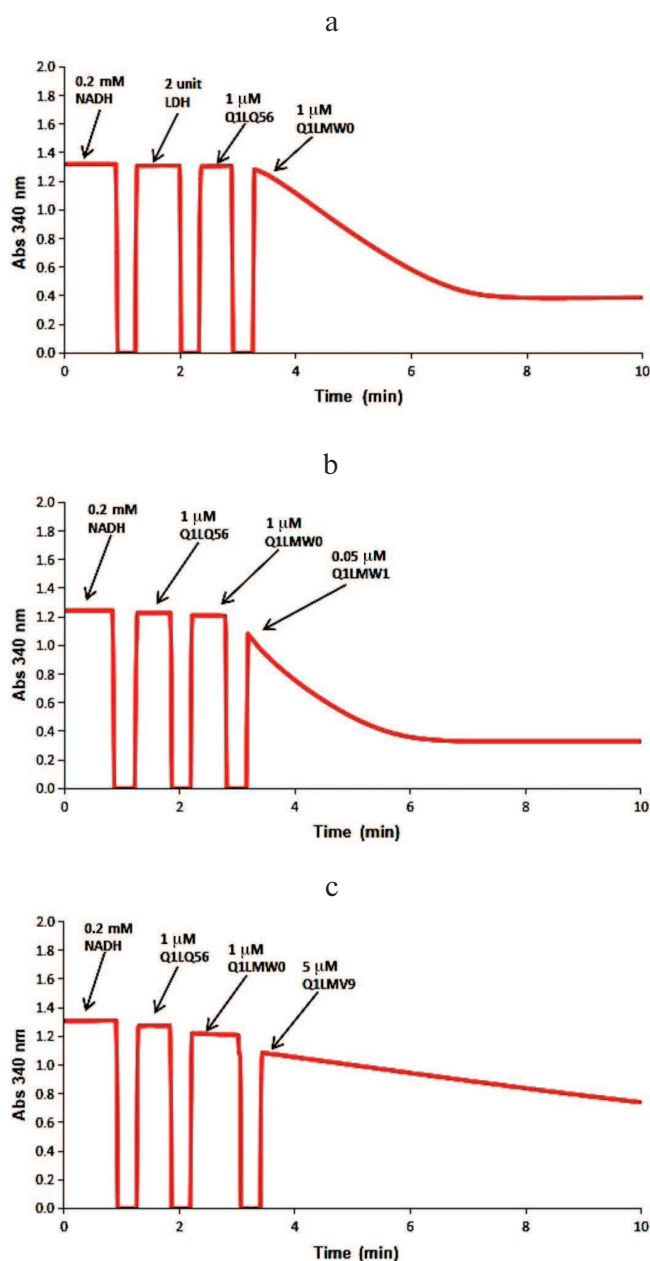 a
2.0
1.8
1.6
1.4
1.2
1.0
0.8
0.6
0.4
0.2
0.0
Abs 340 nm
0.2 mM
NADH
2 unit
LDH
1 µM
Q1LQ56
1 µM
Q1LMW0
0 2 4 6 8 10
Time (min)
b
2.0
1.8
1.6
1.4
1.2
1.0
0.8
0.6
0.4
0.2
0.0
Abs 340 nm
0.2 mM
NADH
1 µM
Q1LQ56
1 µM
Q1LMW0
0.05 µM
Q1LMW1
0 2 4 6 8 10
Time (min)
c
2.0
1.8
1.6
1.4
1.2
1.0
0.8
0.6
0.4
0.2
0.0
Abs 340 nm
0.2 mM
NADH
1 µM
Q1LQ56
1 µM
Q1LMW0
5 µM
Q1LMV9
0 2 4 6 8 10
Time (min)